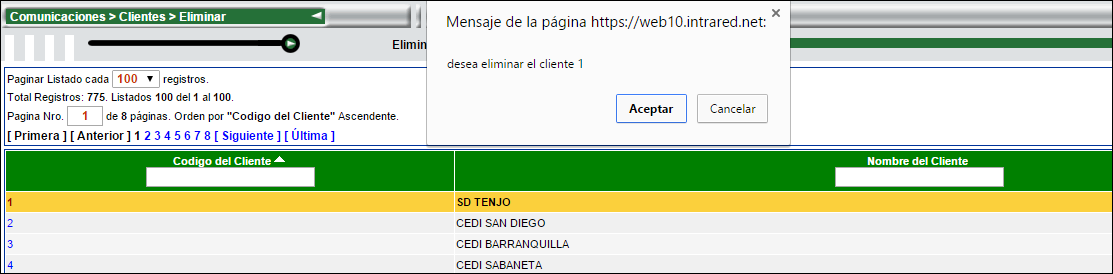 Comunicaciones > Clientes > Eliminar
Mensaje de la página https://web10.intrared.net:
desea eliminar el cliente 1
Aceptar Cancelar
Paginar Listado cada 100 registros.
Total Registros: 775. Listados 100 del 1 al 100.
Pagina Nro. 1 de 8 páginas. Orden por "Codigo del Cliente" Ascendente.
[ Primera ] [ Anterior ] 1 2 3 4 5 6 7 8 [ Siguiente ] [ Última ]
Codigo del Cliente Nombre del Cliente
1 SD TENJO
2 CEDI SAN DIEGO
3 CEDI BARRANQUILLA
4 CEDI SABANETA